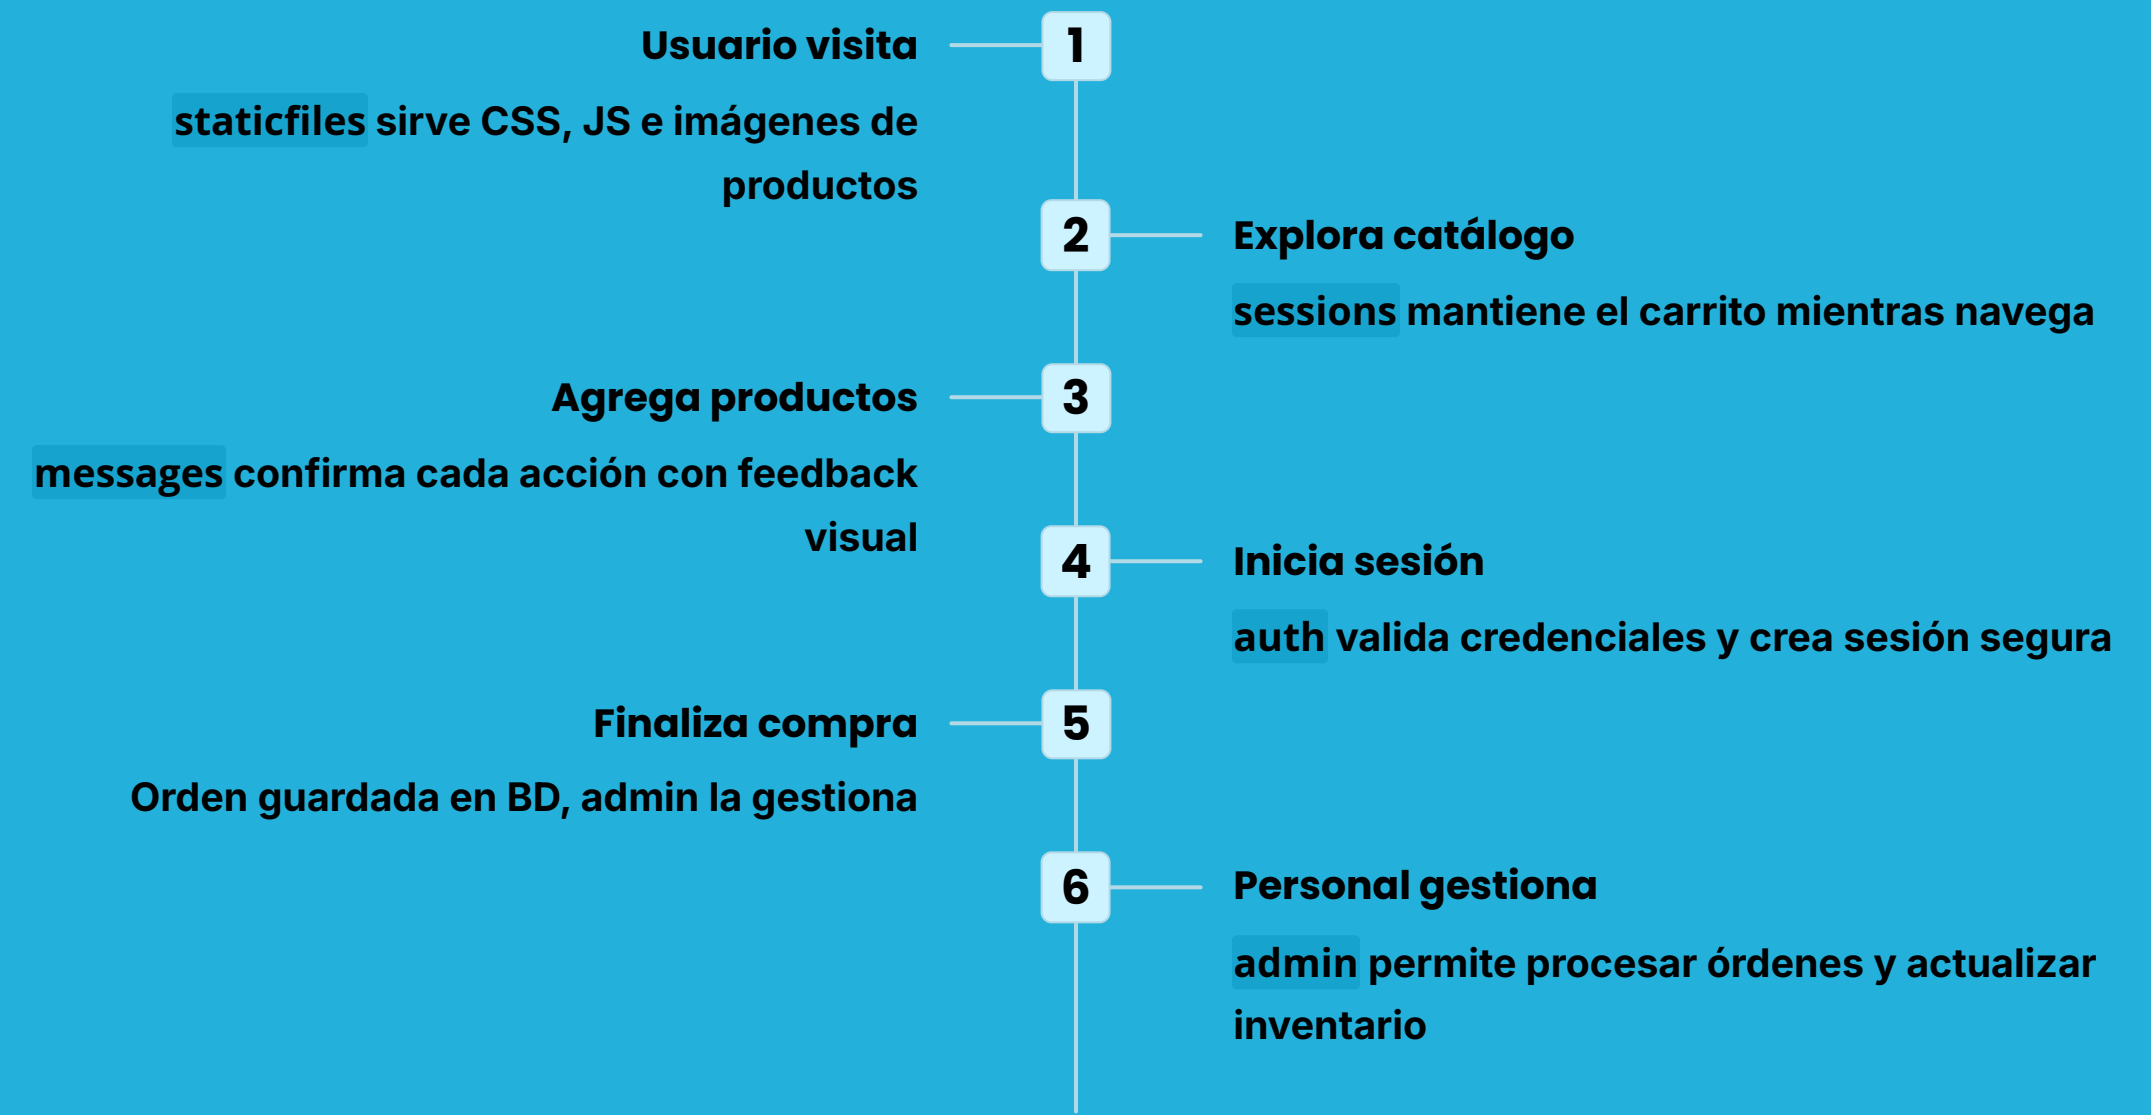 1
Usuario visita
staticfiles sirve CSS, JS e imágenes de
productos
2
Explora catálogo
sessions mantiene el carrito mientras navega
3
Agrega productos
messages confirma cada acción con feedback
visual
4
Inicia sesión
auth valida credenciales y crea sesión segura
5
Finaliza compra
Orden guardada en BD, admin la gestiona
6
Personal gestiona
admin permite procesar órdenes y actualizar
inventario